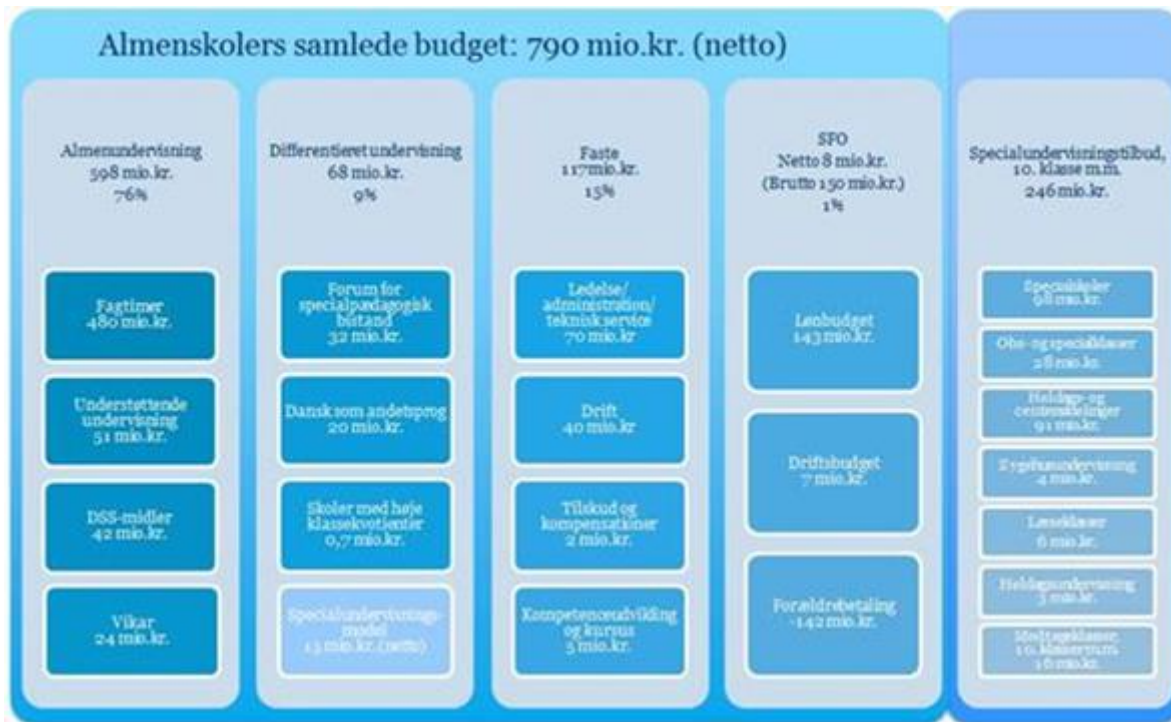 Almenskolers samlede budget: 790 mio.kr. (netto)
Almenundervisning
598 mio.kr.
76%
Fagtimer
480 mio.kr.
Understøttende
undervisning
51 mio.kr.
DSS-midler
42 mio.kr.
Vikar
24 mio.kr.
Differentieret undervisning
68 mio.kr.
9%
Forum for
specialpædagogisk
bistand
32 mio.kr.
Dansk som andetsprog
20 mio.kr.
Skoler med høje
klassekvotienter
0,7 mio.kr.
Specialundervisnings-
model
15 mio.kr. (netto)
Faste
117 mio.kr.
15%
Ledelse/
administration/
teknisk service
70 mio.kr
Drift
40 mio.kr
Tilskud og
kompensationer
2 mio.kr.
Kompetenceudvikling
og kursus
5 mio.kr.
SFO
Netto 8 mio.kr.
(Brutto 150 mio.kr.)
1%
Lønbudget
143 mio.kr.
Driftsbudget
7 mio.kr.
Forældrebetaling
-142 mio.kr.
Specialundervisningstilbud,
10. klasse m.m.
246 mio.kr.
Specialskoler
98 mio.kr.
Obs- og specialklasser
28 mio.kr.
Heldags- og
centerafdelinger
91 mio.kr.
Sygehusundervisning
4 mio.kr.
Læseklasser
6 mio.kr.
Heldagsundervisning
3 mio.kr.
Modtageklasser,
10. klasser m.m.
16 mio.kr.